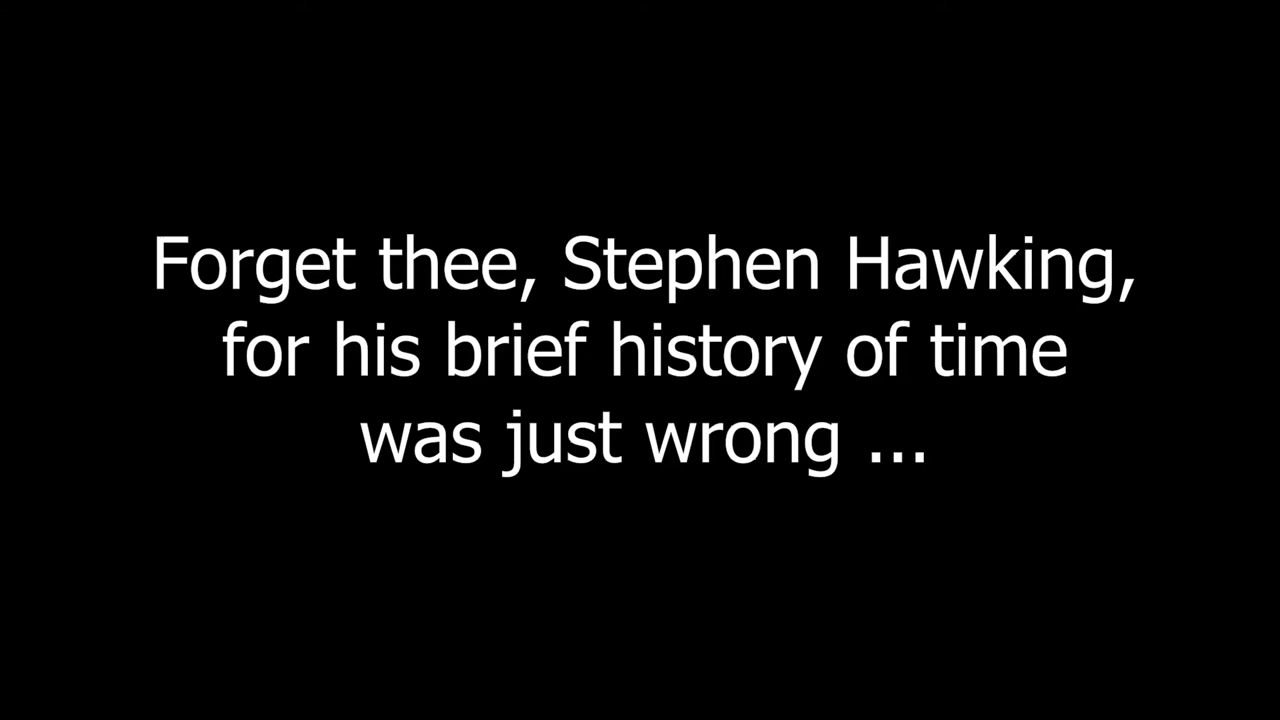 Forget thee, Stephen Hawking,
for his brief history of time
was just wrong ...